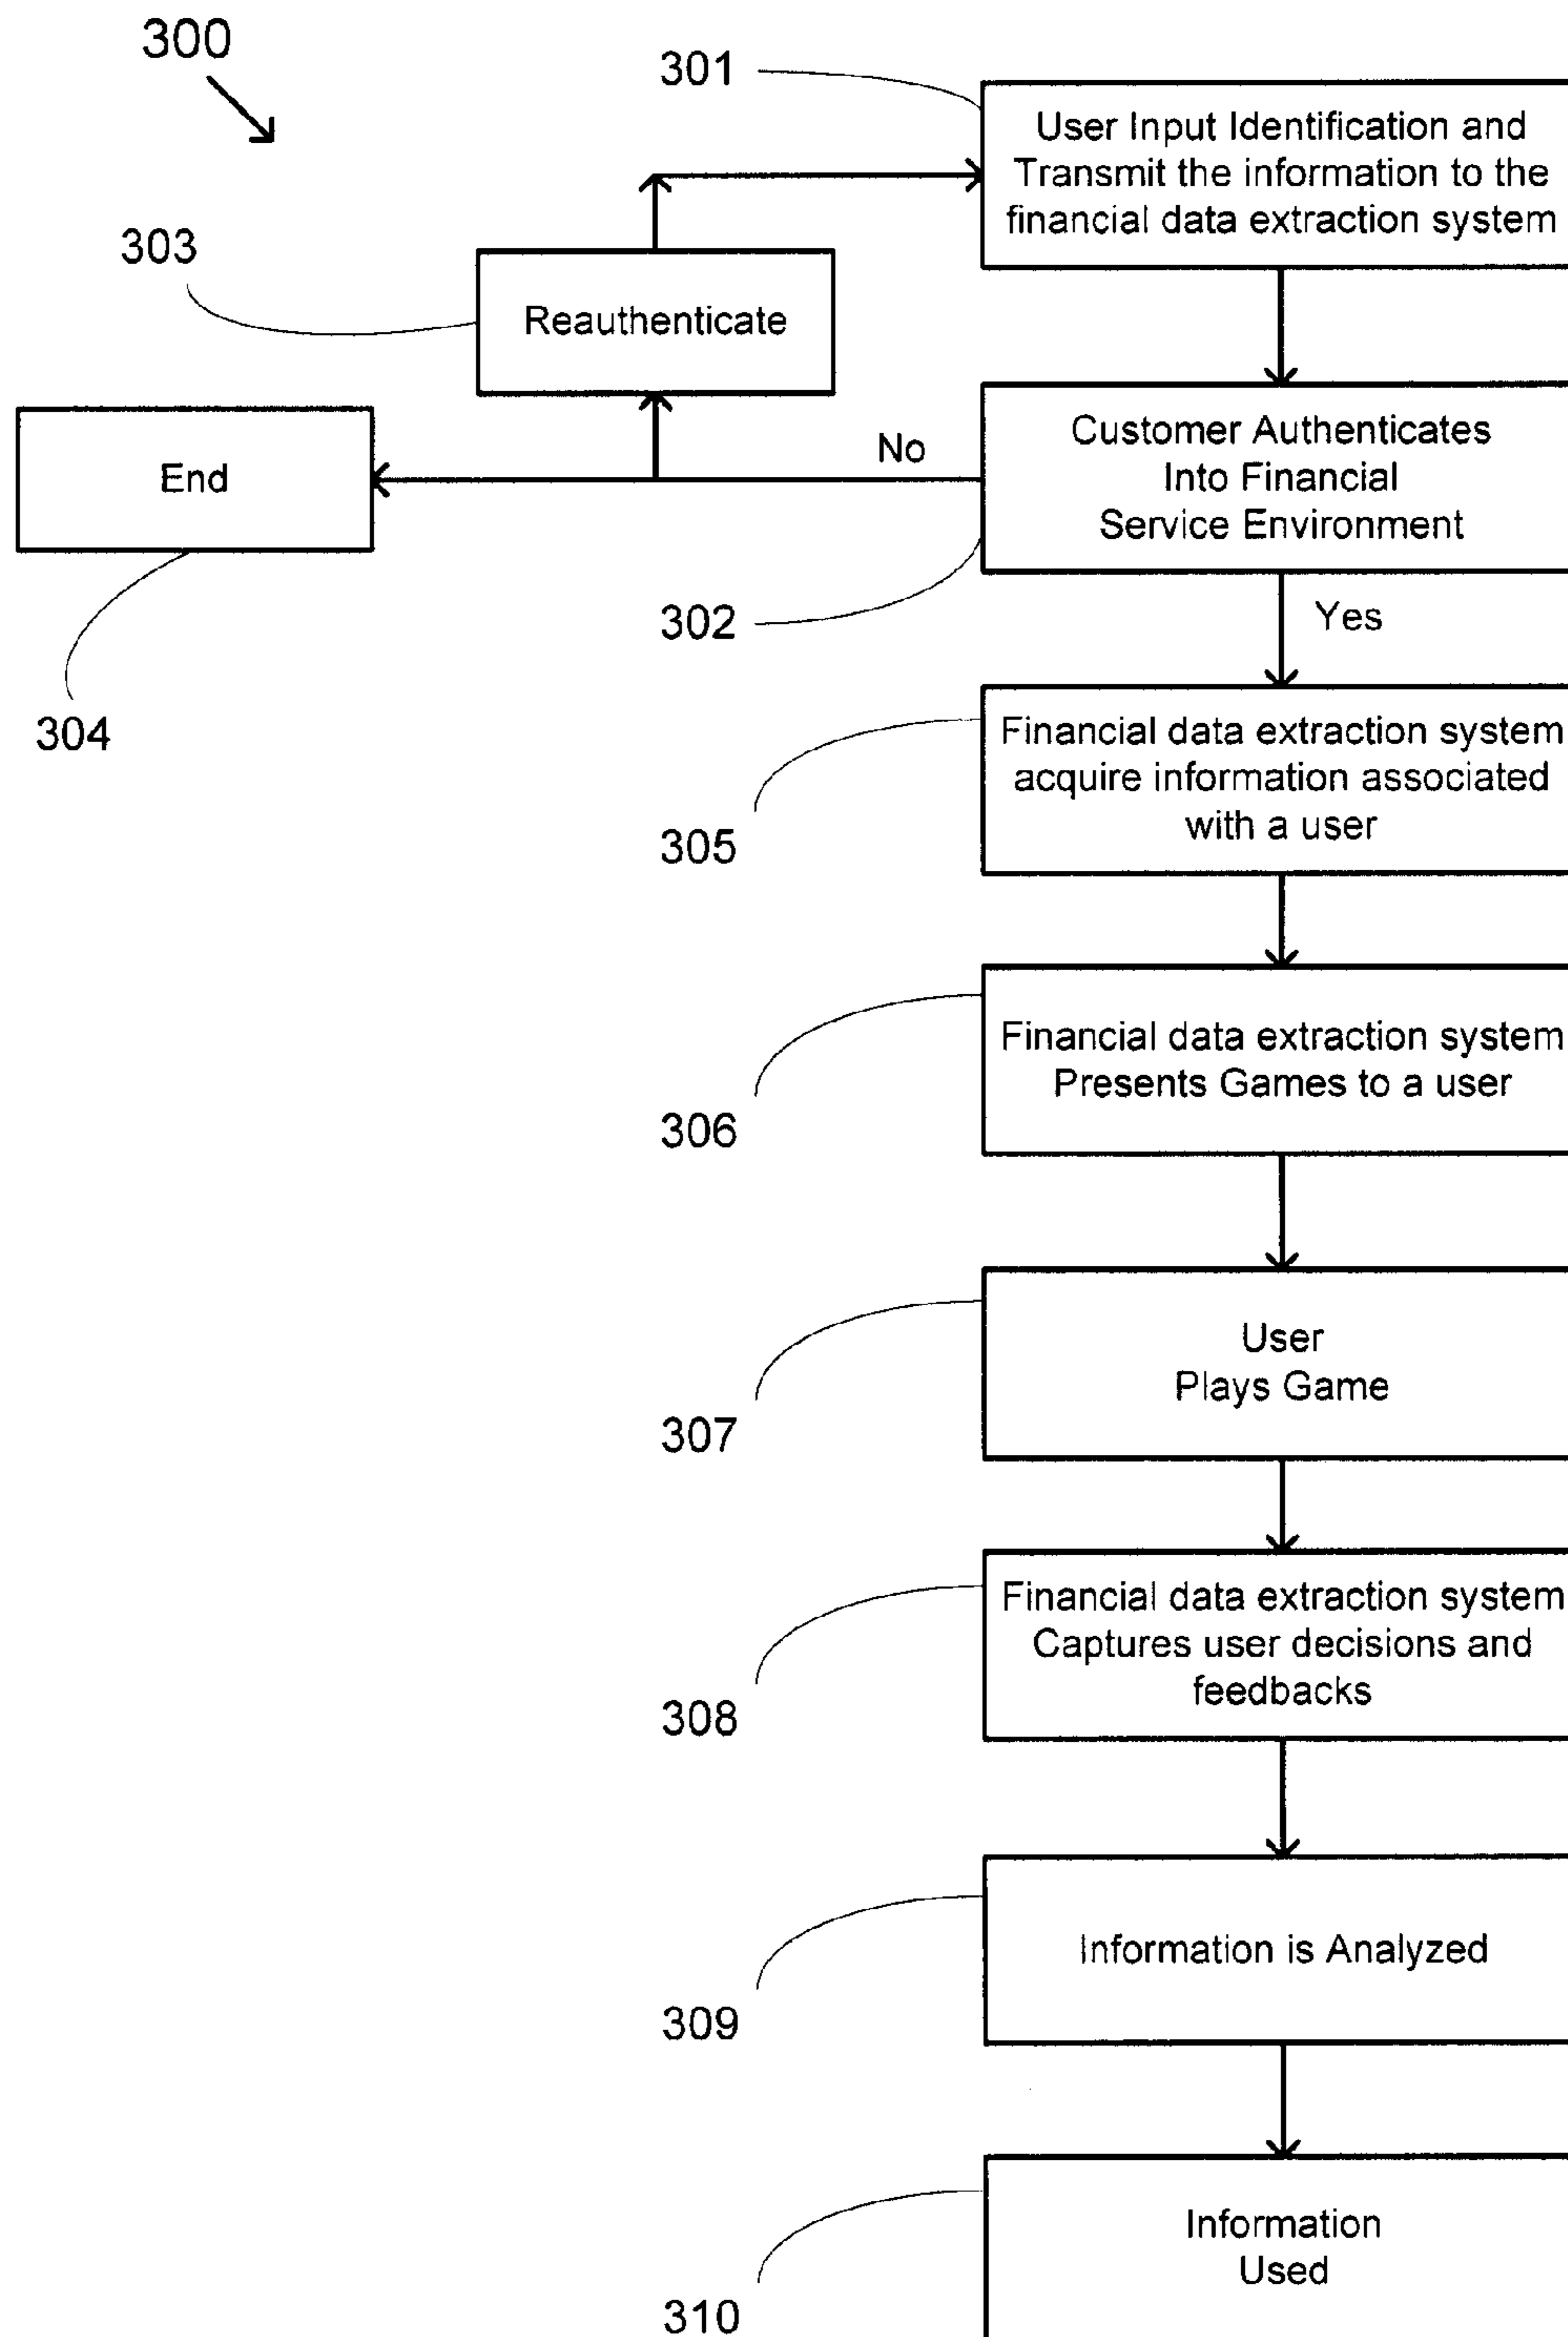 300
301
User Input Identification and
Transmit the information to the
financial data extraction system
303
Reauthenticate
End
No
Customer Authenticates
Into Financial
Service Environment
302
Yes
304
Financial data extraction system
acquire information associated
with a user
305
Financial data extraction system
Presents Games to a user
306
User
Plays Game
307
Financial data extraction system
Captures user decisions and
feedbacks
308
Information is Analyzed
309
Information
Used
310